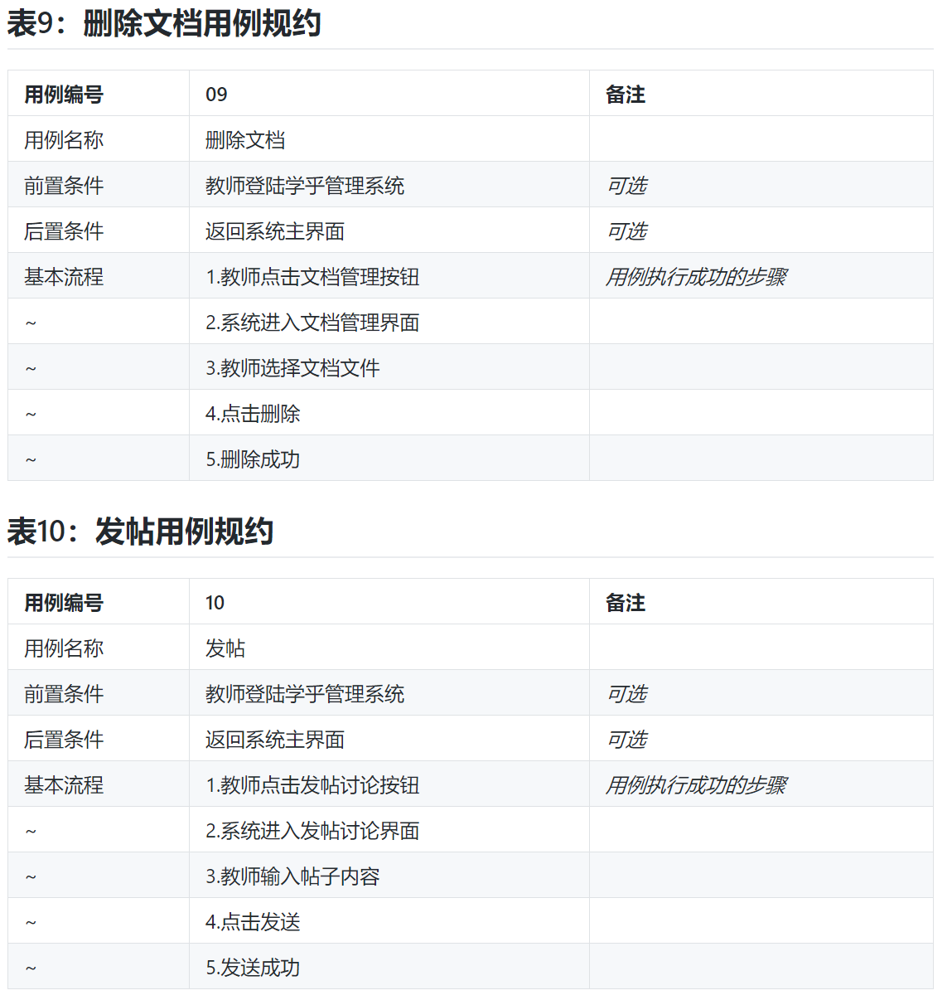 表9：删除文档用例规约
用例编号 09 备注
用例名称 删除文档
前置条件 教师登陆学乎管理系统 可选
后置条件 返回系统主界面 可选
基本流程 1.教师点击文档管理按钮 用例执行成功的步骤
~ 2.系统进入文档管理界面
~ 3.教师选择文档文件
~ 4.点击删除
~ 5.删除成功
表10：发帖用例规约
用例编号 10 备注
用例名称 发帖
前置条件 教师登陆学乎管理系统 可选
后置条件 返回系统主界面 可选
基本流程 1.教师点击发帖讨论按钮 用例执行成功的步骤
~ 2.系统进入发帖讨论界面
~ 3.教师输入帖子内容
~ 4.点击发送
~ 5.发送成功